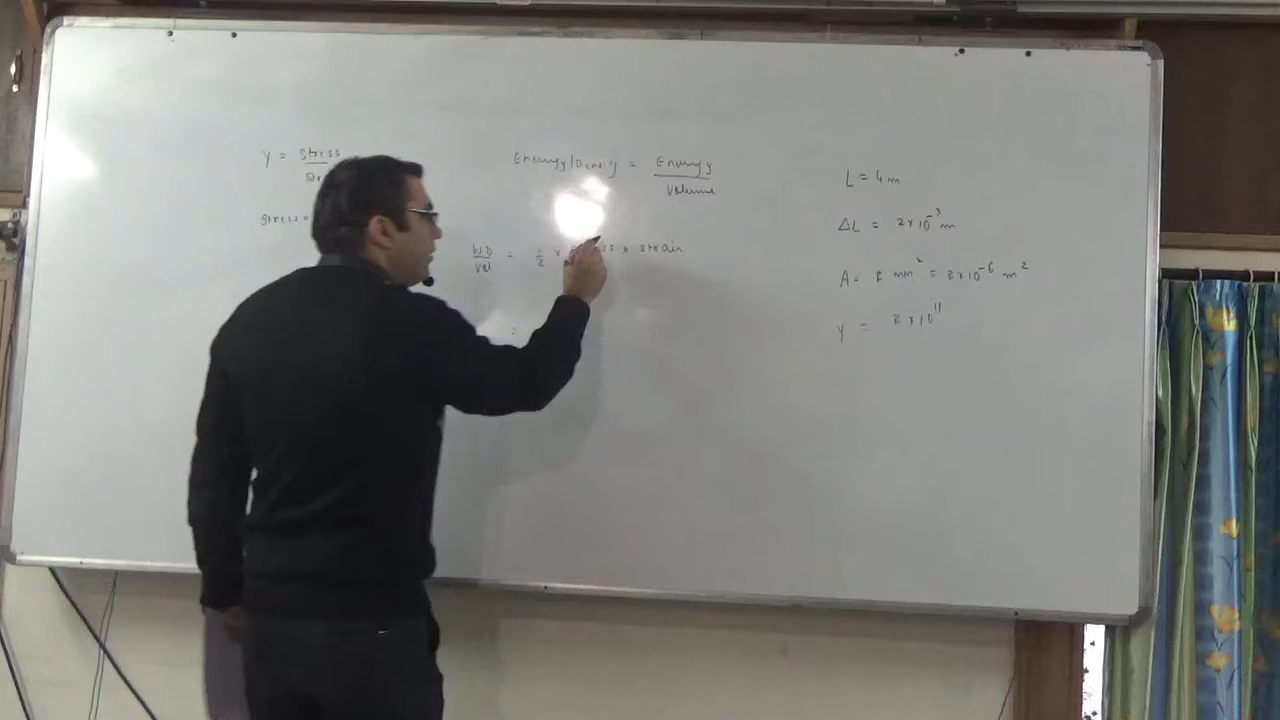 Y = Stress
Stress =
Energy/Density = Energy
Volume
WD = 1/2 × Stress × strain
Vol
=
L = 4 m
ΔL = 2×10⁻³ m
A = 8 mm² = 8×10⁻⁶ m²
Y = 8×10¹¹